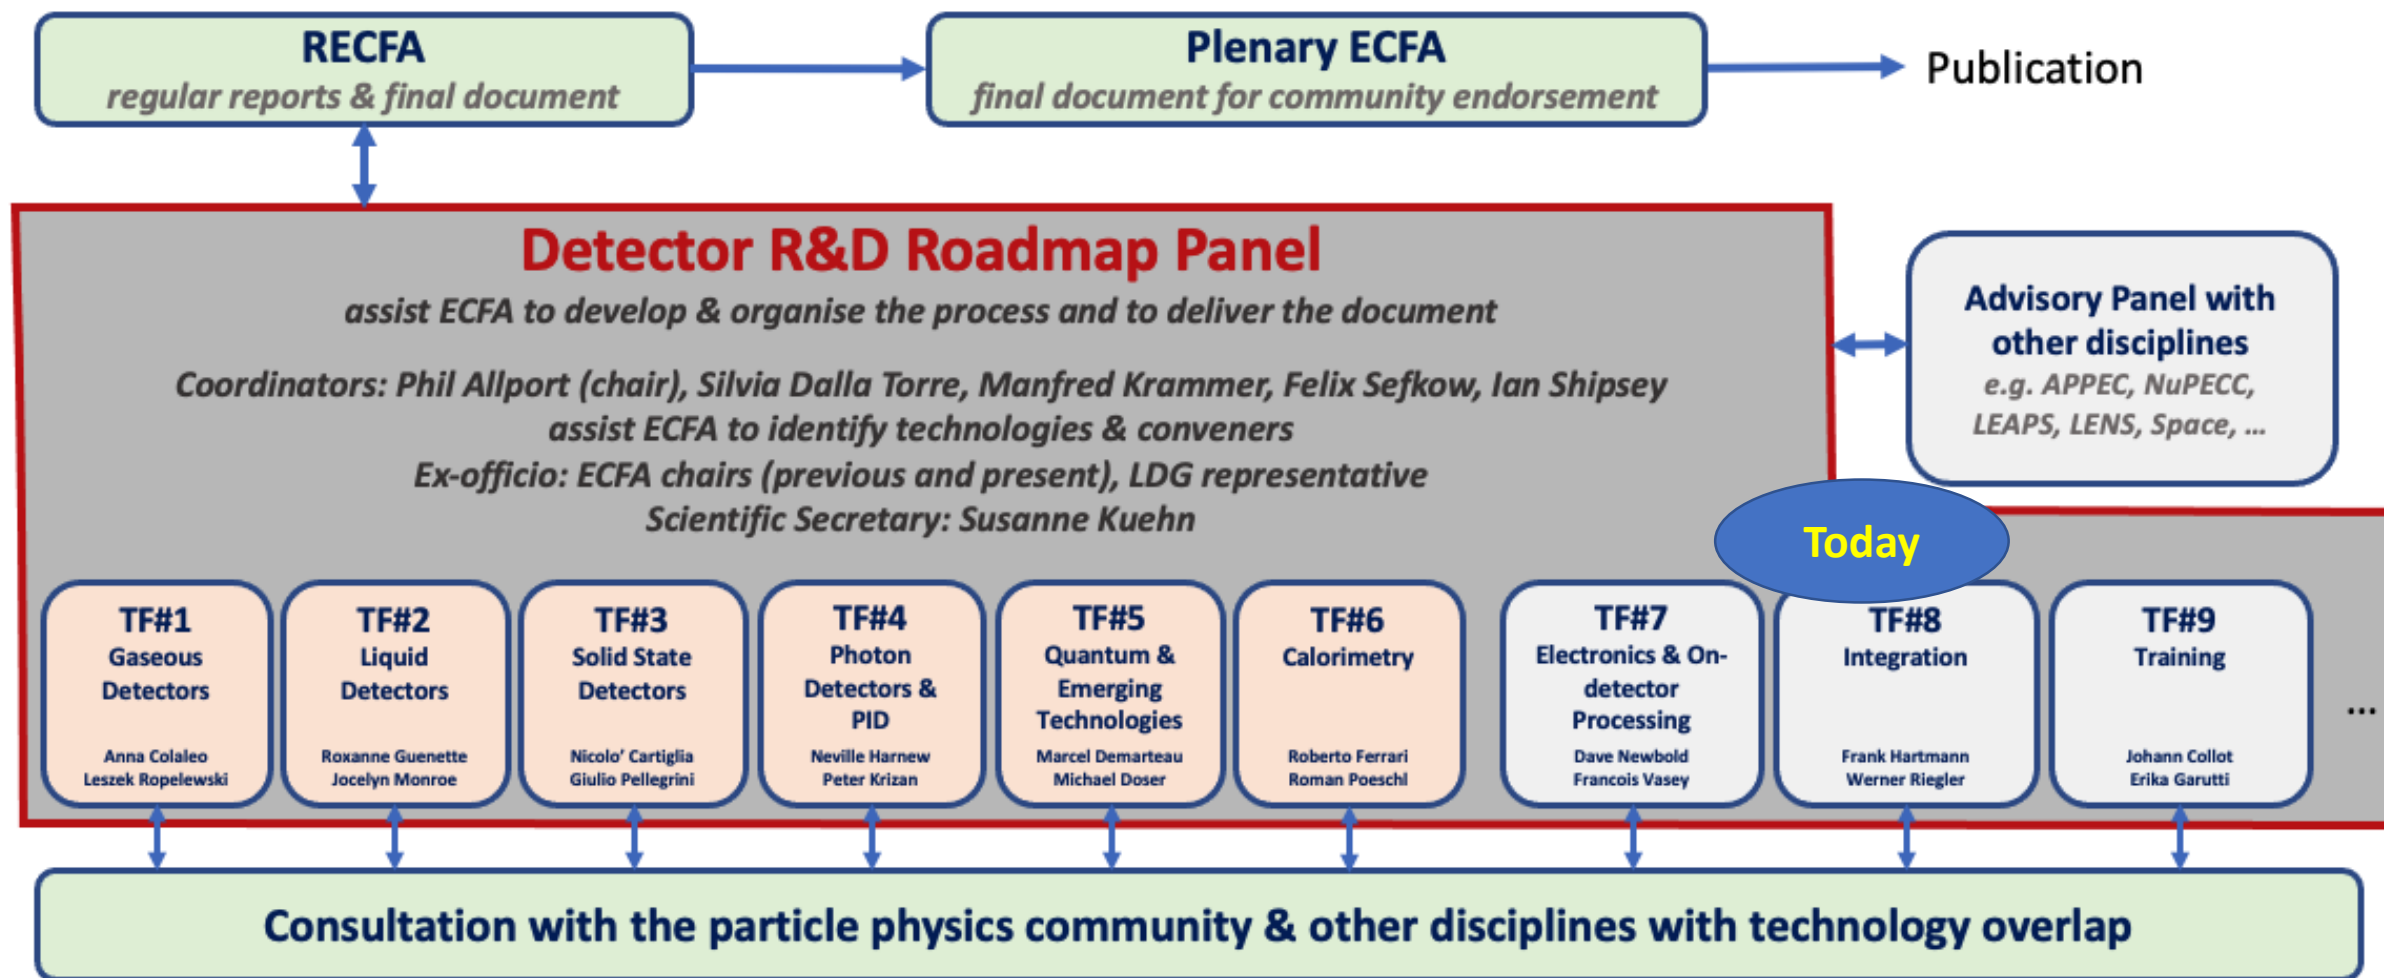 RECFA
regular reports & final document
Plenary ECFA
final document for community endorsement
Publication
Detector R&D Roadmap Panel
assist ECFA to develop & organise the process and to deliver the document
Coordinators: Phil Allport (chair), Silvia Dalla Torre, Manfred Krammer, Felix Sefkow, Ian Shipsey
assist ECFA to identify technologies & conveners
Ex-officio: ECFA chairs (previous and present), LDG representative
Scientific Secretary: Susanne Kuehn
Advisory Panel with
other disciplines
e.g. APPEC, NuPECC,
LEAPS, LENS, Space, ...
Today
TF#1
Gaseous
Detectors
Anna Colaleo
Leszek Ropelewski
TF#2
Liquid
Detectors
Roxanne Guenette
Jocelyn Monroe
TF#3
Solid State
Detectors
Nicolo' Cartiglia
Giulio Pellegrini
TF#4
Photon
Detectors &
PID
Neville Harnew
Peter Krizan
TF#5
Quantum &
Emerging
Technologies
Marcel Demarteau
Michael Doser
TF#6
Calorimetry
Roberto Ferrari
Roman Poeschl
TF#7
Electronics & On-
detector
Processing
Dave Newbold
Francois Vasey
TF#8
Integration
Frank Hartmann
Werner Riegler
TF#9
Training
Johann Collot
Erika Garutti
...
Consultation with the particle physics community & other disciplines with technology overlap